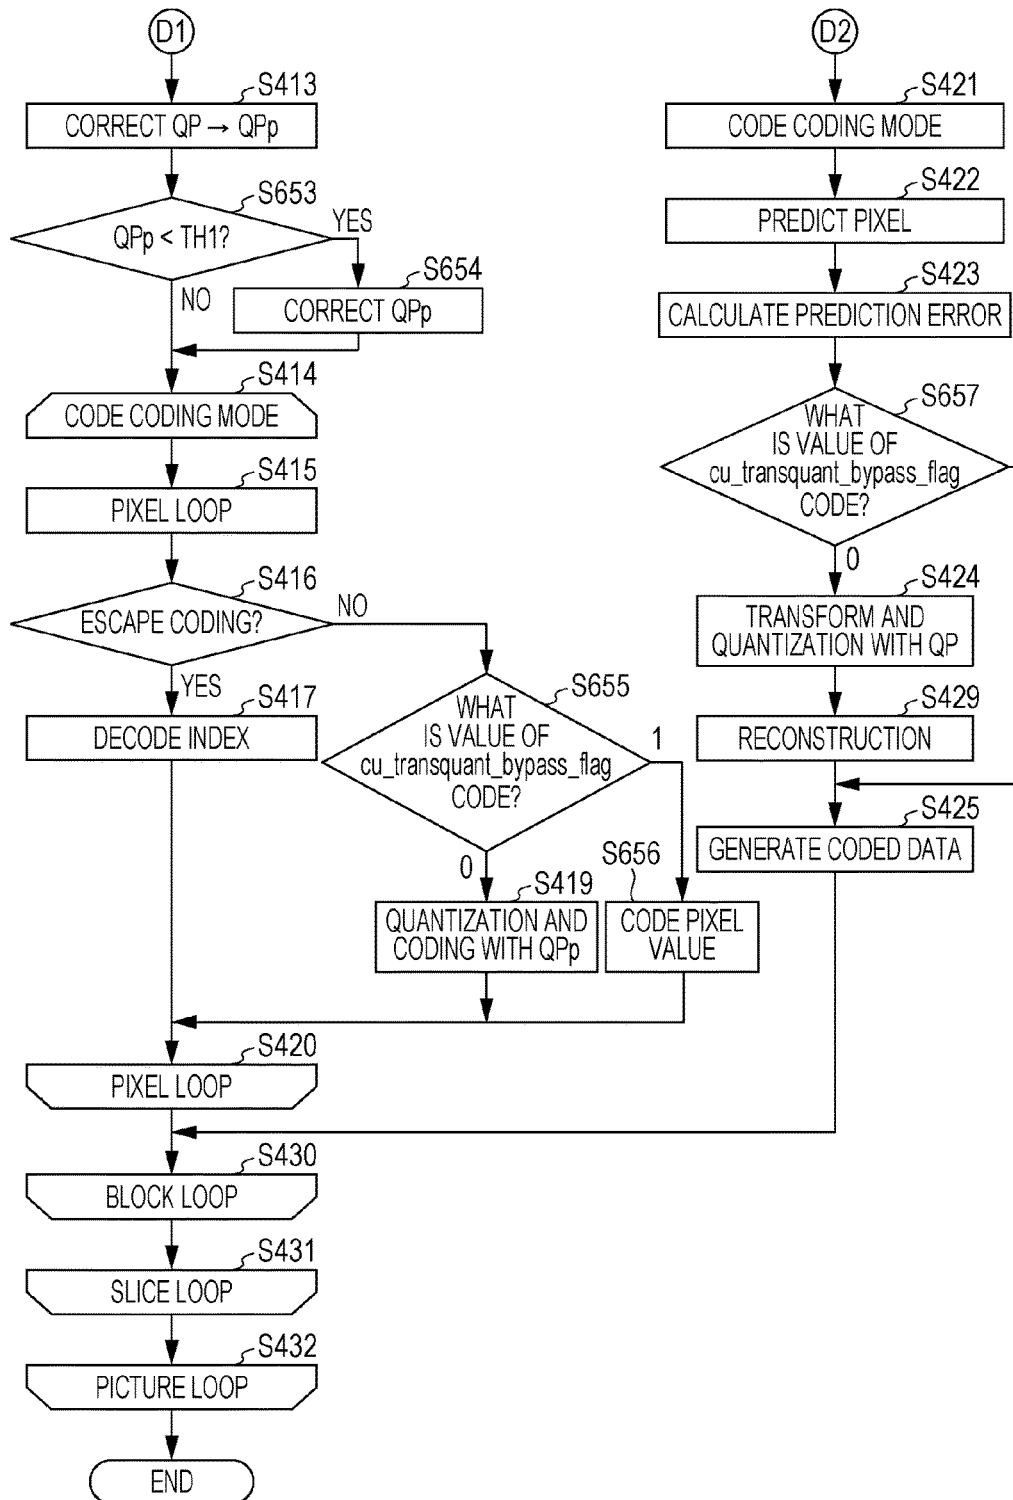 D1
S413
CORRECT QP → QPp
S653
QPp < TH1?
YES
NO
S654
CORRECT QPp
S414
CODE CODING MODE
S415
PIXEL LOOP
S416
ESCAPE CODING?
NO
YES
S417
DECODE INDEX
S655
WHAT
IS VALUE OF
cu_transquant_bypass_flag
CODE?
1
0
S419
QUANTIZATION AND
CODING WITH QPp
S656
CODE PIXEL
VALUE
S420
PIXEL LOOP
S430
BLOCK LOOP
S431
SLICE LOOP
S432
PICTURE LOOP
END
D2
S421
CODE CODING MODE
S422
PREDICT PIXEL
S423
CALCULATE PREDICTION ERROR
S657
WHAT
IS VALUE OF
cu_transquant_bypass_flag
CODE?
0
S424
TRANSFORM AND
QUANTIZATION WITH QP
S429
RECONSTRUCTION
S425
GENERATE CODED DATA